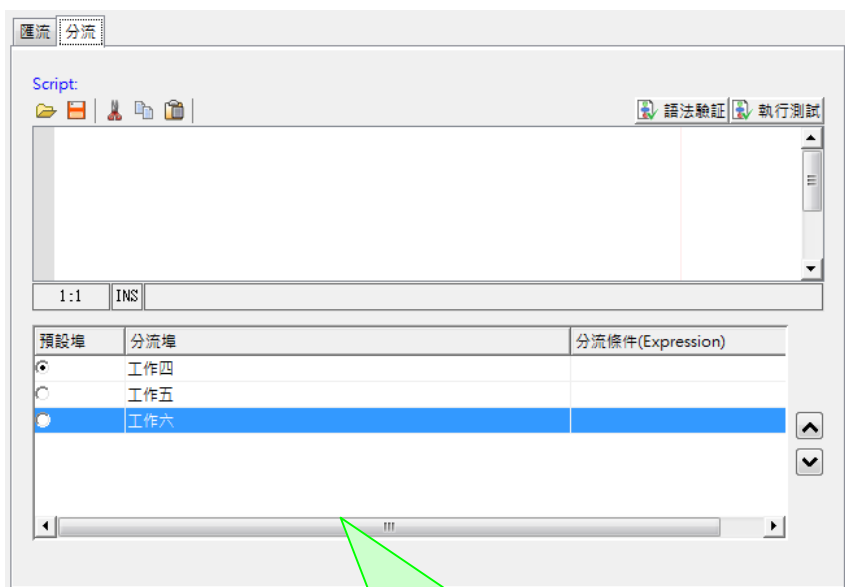 匯流 分流
Script:
語法驗証 執行測試
1:1 INS
預設埠 分流埠 分流條件(Expression)
工作四
工作五
工作六